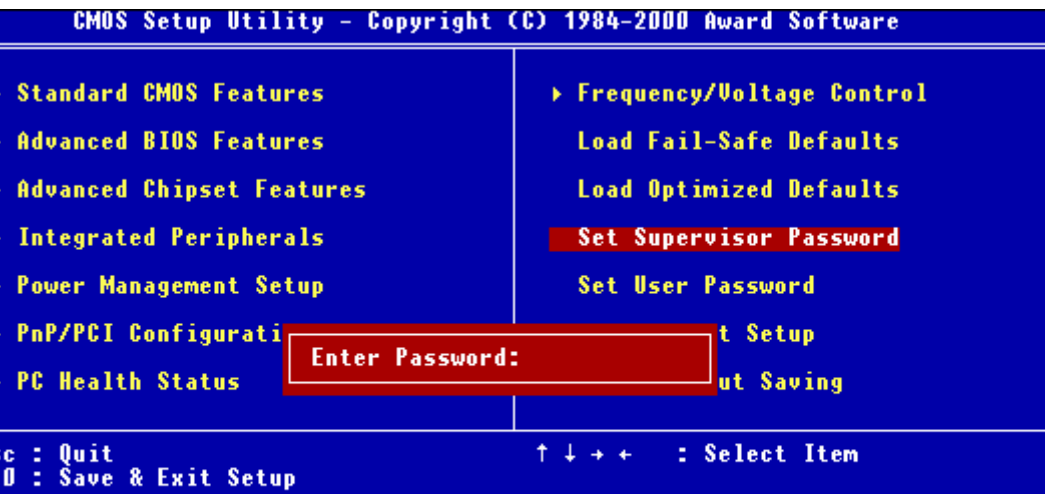 CMOS Setup Utility - Copyright (C) 1984-2000 Award Software
Standard CMOS Features
Advanced BIOS Features
Advanced Chipset Features
Integrated Peripherals
Power Management Setup
PnP/PCI Configurati
PC Health Status
Frequency/Voltage Control
Load Fail-Safe Defaults
Load Optimized Defaults
Set Supervisor Password
Set User Password
t Setup
ut Saving
Enter Password:
c : Quit
0 : Save & Exit Setup
↑ ↓ → ← : Select Item